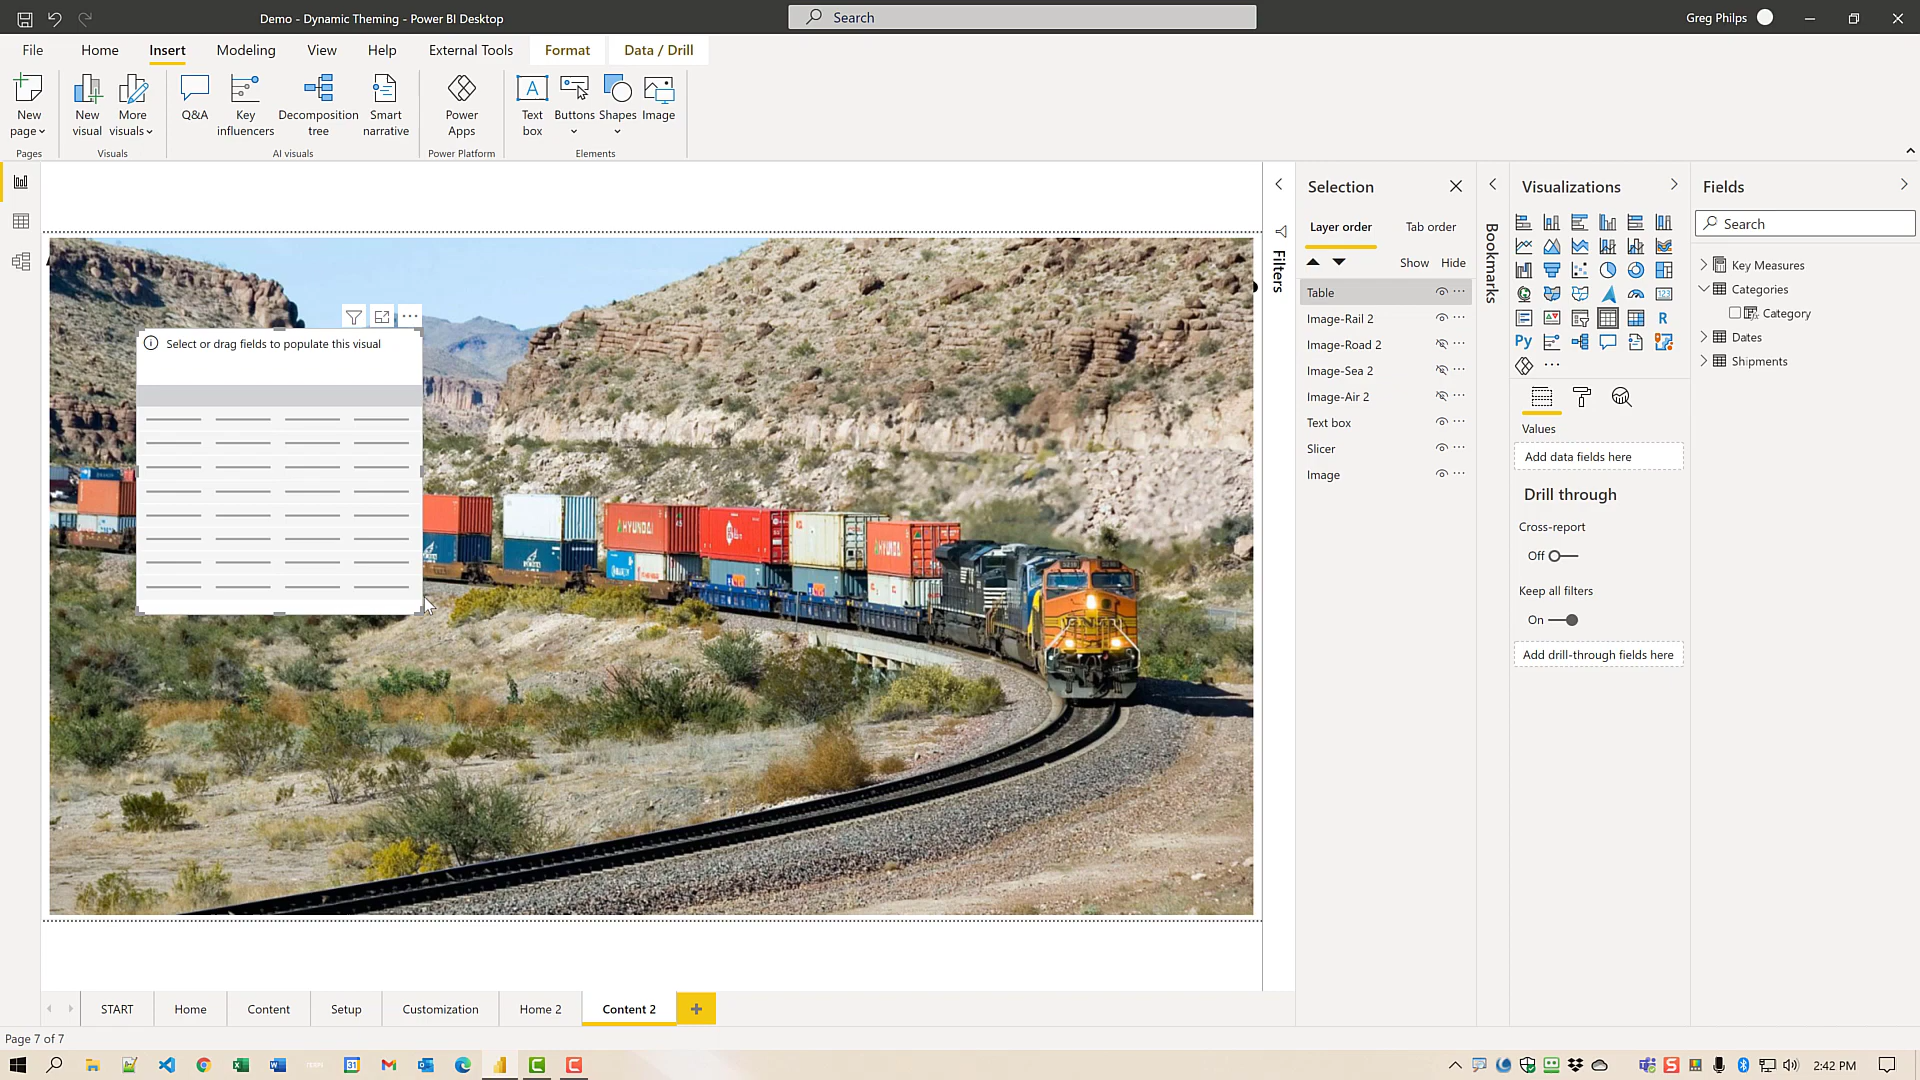 Demo - Dynamic Theming - Power BI Desktop
Search
Greg Philps
File
Home
Insert
Modeling
View
Help
External Tools
Format
Data / Drill
New page
New visual
More visuals
Q&A
Key influencers
Decomposition tree
Smart narrative
Power Apps
Text box
Buttons
Shapes
Image
Pages
Visuals
AI visuals
Power Platform
Elements
Select or drag fields to populate this visual
HYUNDAI
HYUNDAI
Filters
Selection
Layer order
Tab order
Show
Hide
Table
Image-Rail 2
Image-Road 2
Image-Sea 2
Image-Air 2
Text box
Slicer
Image
Bookmarks
Visualizations
R
Py
Values
Add data fields here
Drill through
Cross-report
Off
Keep all filters
On
Add drill-through fields here
Fields
Search
Key Measures
Categories
Category
Dates
Shipments
START
Home
Content
Setup
Customization
Home 2
Content 2
Page 7 of 7
2:42 PM